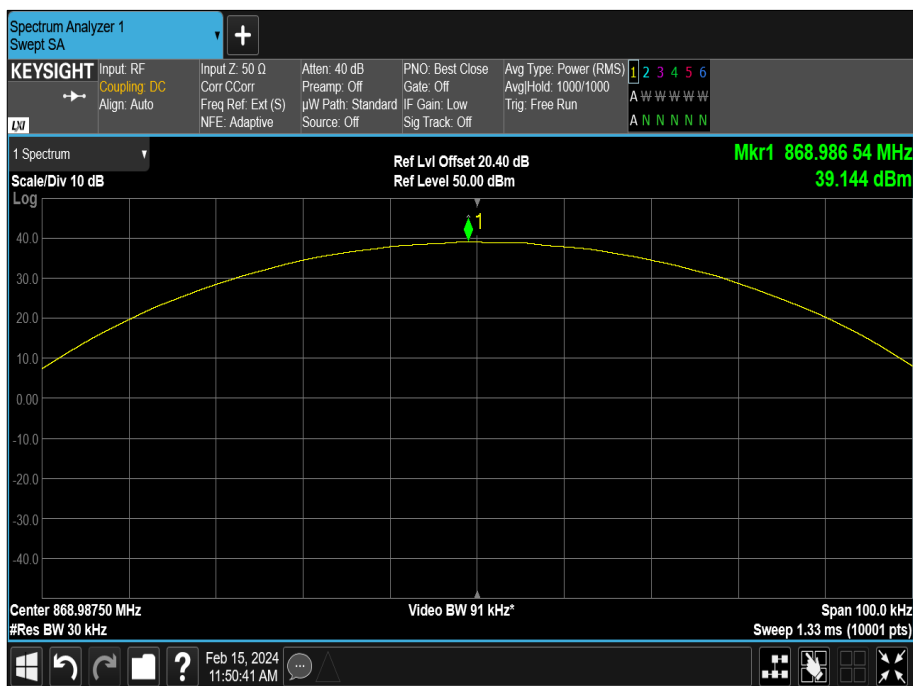 Spectrum Analyzer 1
Swept SA
+
KEYSIGHT
LXI
Input: RF
Coupling: DC
Align: Auto
Input Z: 50 Ω
Corr CCorr
Freq Ref: Ext (S)
NFE: Adaptive
Atten: 40 dB
Preamp: Off
µW Path: Standard
Source: Off
PNO: Best Close
Gate: Off
IF Gain: Low
Sig Track: Off
Avg Type: Power (RMS)
Avg|Hold: 1000/1000
Trig: Free Run
1 2 3 4 5 6
A W W W W W
A N N N N N
1 Spectrum
Scale/Div 10 dB
Log
Ref Lvl Offset 20.40 dB
Ref Level 50.00 dBm
Mkr1 868.986 54 MHz
39.144 dBm
1
40.0
30.0
20.0
10.0
0.00
-10.0
-20.0
-30.0
-40.0
Center 868.98750 MHz
#Res BW 30 kHz
Video BW 91 kHz*
Span 100.0 kHz
Sweep 1.33 ms (10001 pts)
?
Feb 15, 2024
11:50:41 AM